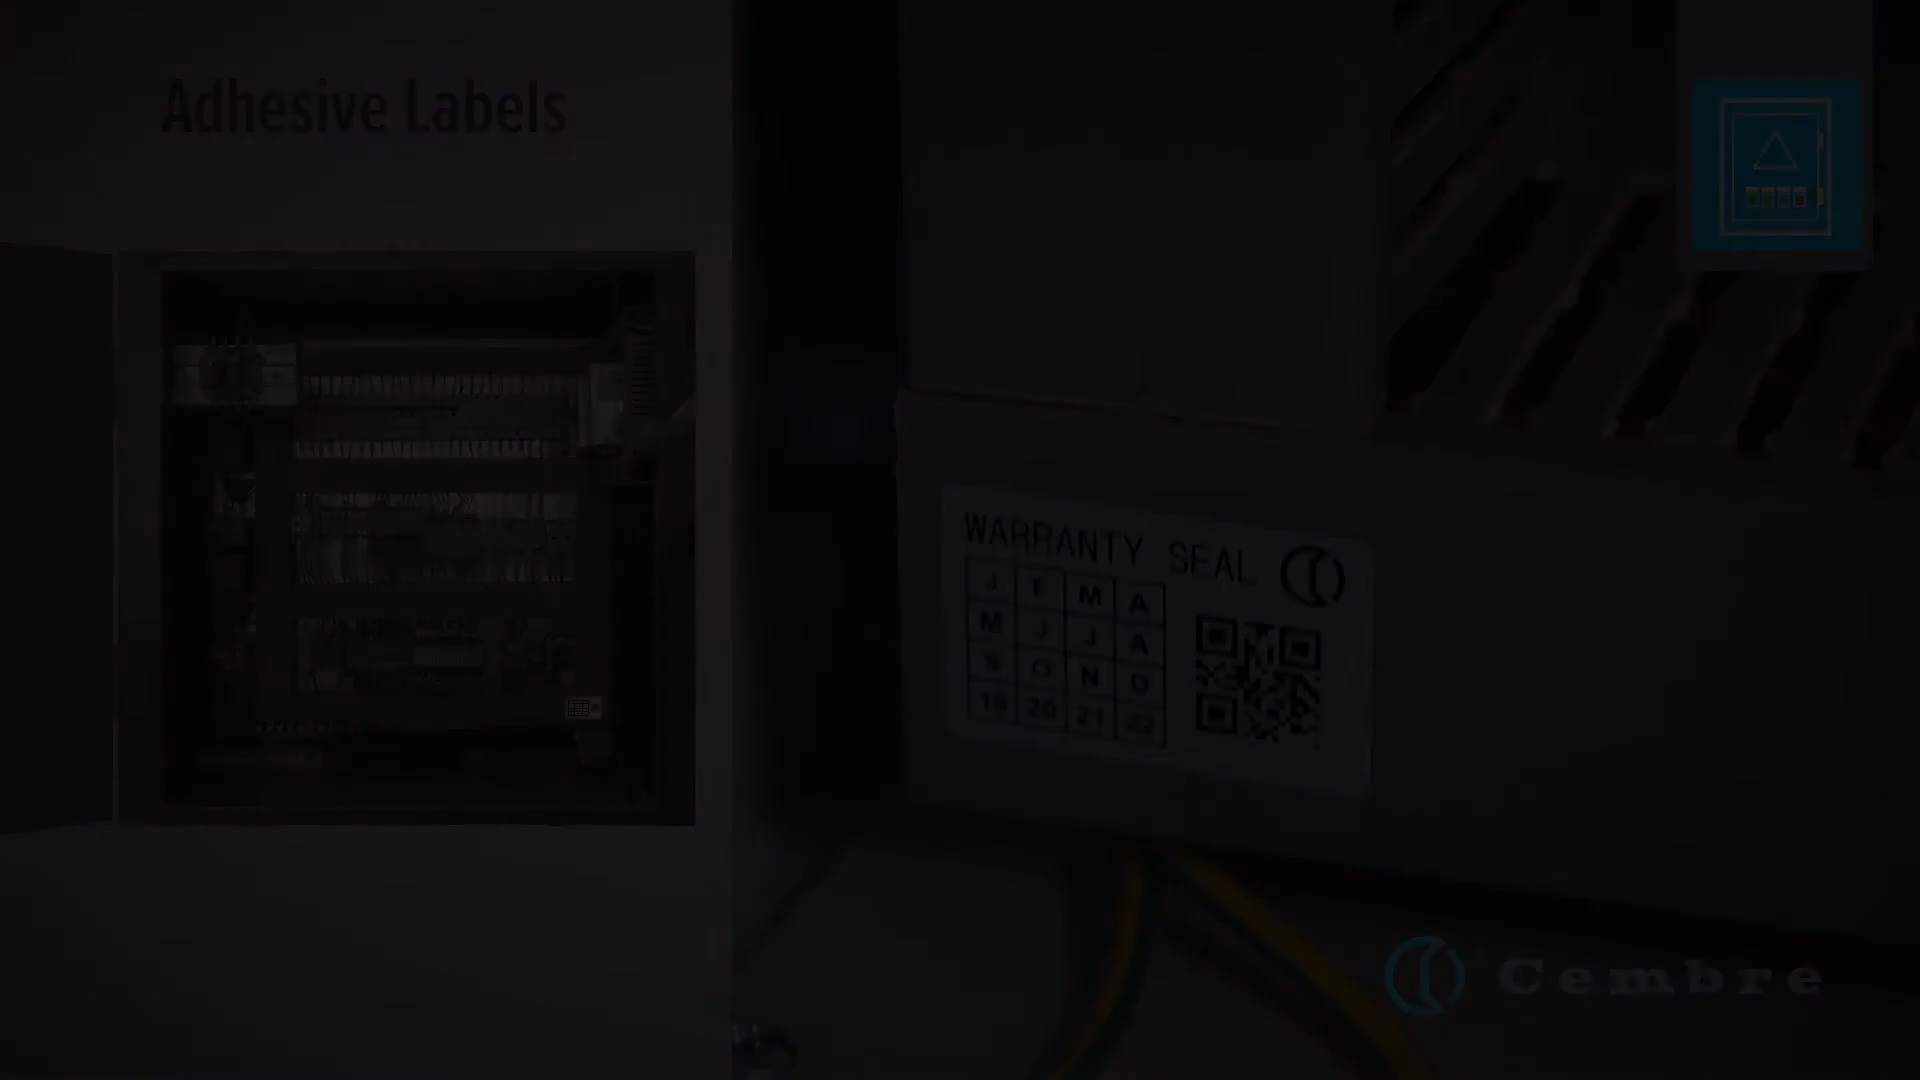 Adhesive Labels
WARRANTY SEAL
J F M A
M J J A
S O N D
19 20 21 22
Cembre